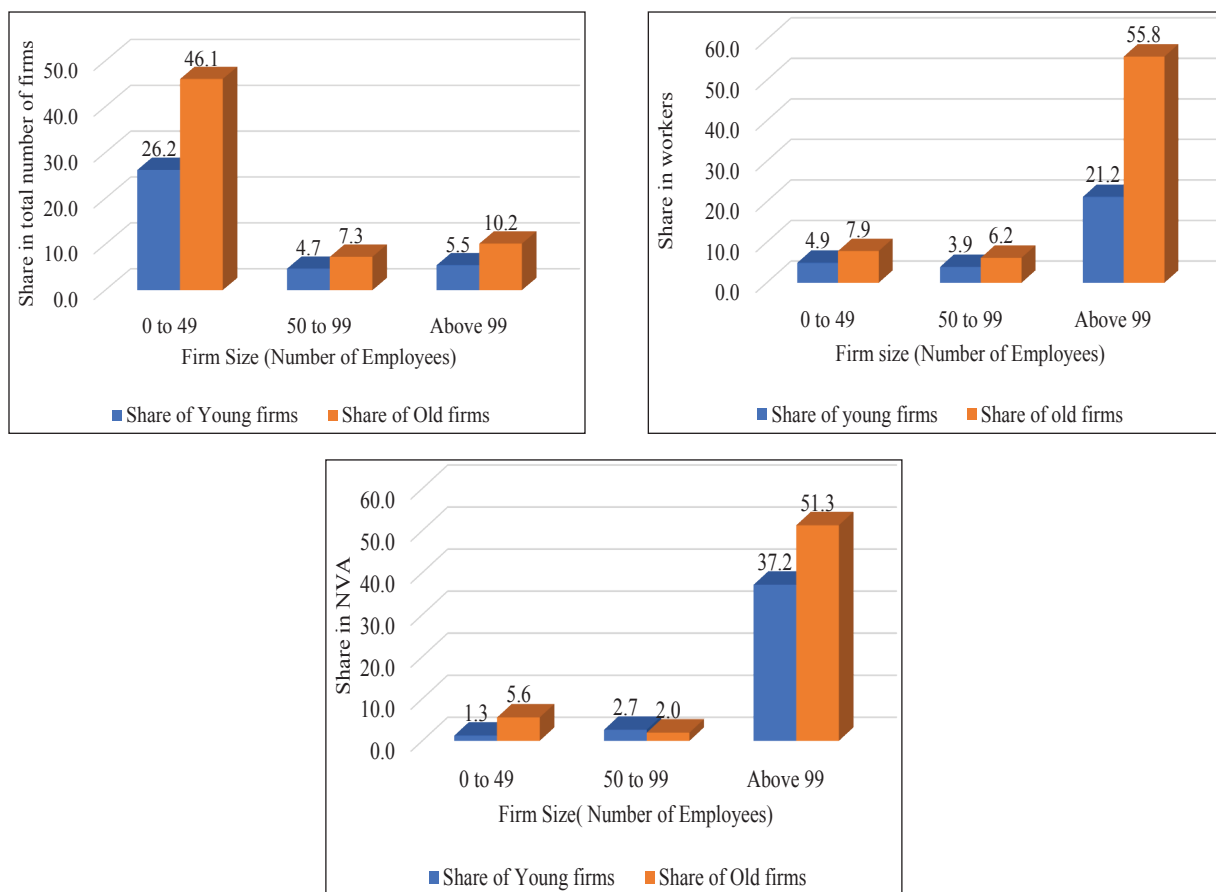 Share in total number of firms
50.0
40.0
30.0
20.0
10.0
0.0
26.2
46.1
4.7
7.3
5.5
10.2
0 to 49
50 to 99
Above 99
Firm Size (Number of Employees)
Share of Young firms
Share of Old firms
Share in workers
60.0
50.0
40.0
30.0
20.0
10.0
0.0
4.9
7.9
3.9
6.2
21.2
55.8
0 to 49
50 to 99
Above 99
Firm size (Number of Employees)
Share of young firms
Share of old firms
Share in NVA
60.0
50.0
40.0
30.0
20.0
10.0
0.0
1.3
5.6
2.7
2.0
37.2
51.3
0 to 49
50 to 99
Above 99
Firm Size( Number of Employees)
Share of Young firms
Share of Old firms